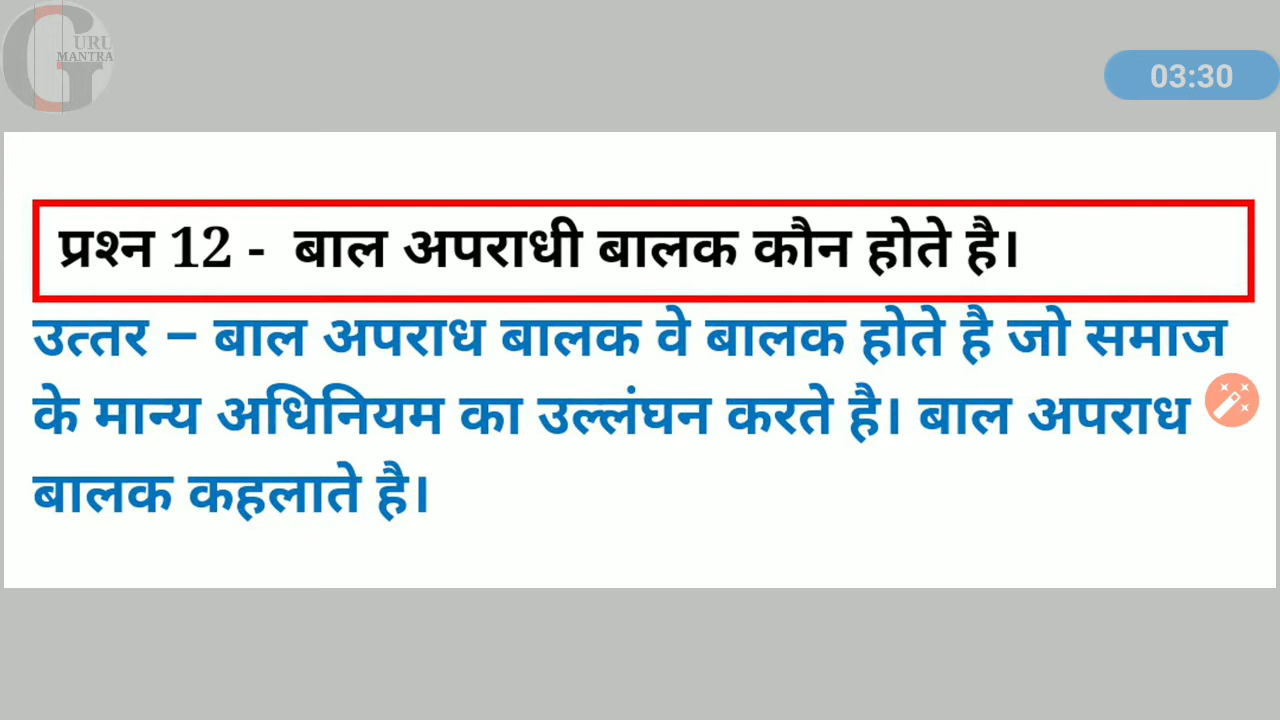 GURU
MANTRA
03:30
प्रश्न 12 - बाल अपराधी बालक कौन होते है।
उत्तर – बाल अपराध बालक वे बालक होते है जो समाज
के मान्य अधिनियम का उल्लंघन करते है। बाल अपराध
बालक कहलाते है।